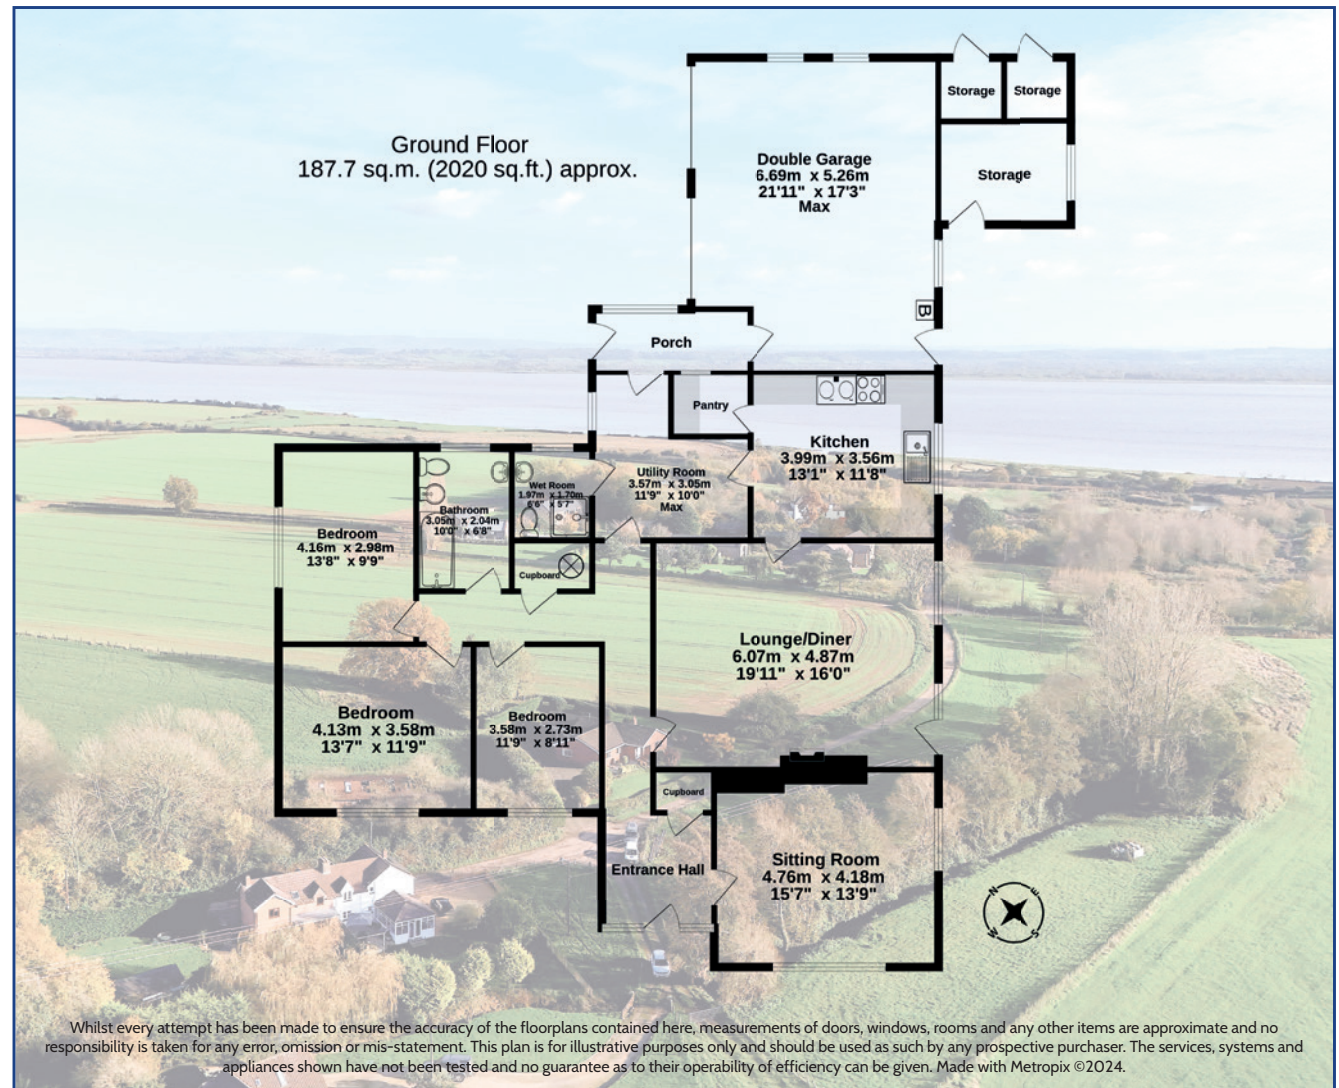 Ground Floor
187.7 sq.m. (2020 sq.ft.) approx.
Storage
Storage
Double Garage
6.69m x 5.26m
21'11" x 17'3"
Max
Storage
B
Porch
Pantry
Kitchen
3.99m x 3.56m
13'1" x 11'8"
Utility Room
3.57m x 3.05m
11'9" x 10'0"
Max
Wet Room
1.97m x 1.70m
6'6" x 5'7"
Bathroom
3.05m x 2.04m
10'0" x 6'8"
Bedroom
4.16m x 2.98m
13'8" x 9'9"
Cupboard
Lounge/Diner
6.07m x 4.87m
19'11" x 16'0"
Bedroom
4.13m x 3.58m
13'7" x 11'9"
Bedroom
3.58m x 2.73m
11'9" x 8'11"
Cupboard
Entrance Hall
Sitting Room
4.76m x 4.18m
15'7" x 13'9"
N
E
W
S
Whilst every attempt has been made to ensure the accuracy of the floorplans contained here, measurements of doors, windows, rooms and any other items are approximate and no
responsibility is taken for any error, omission or mis-statement. This plan is for illustrative purposes only and should be used as such by any prospective purchaser. The services, systems and
appliances shown have not been tested and no guarantee as to their operability of efficiency can be given. Made with Metropix ©2024.